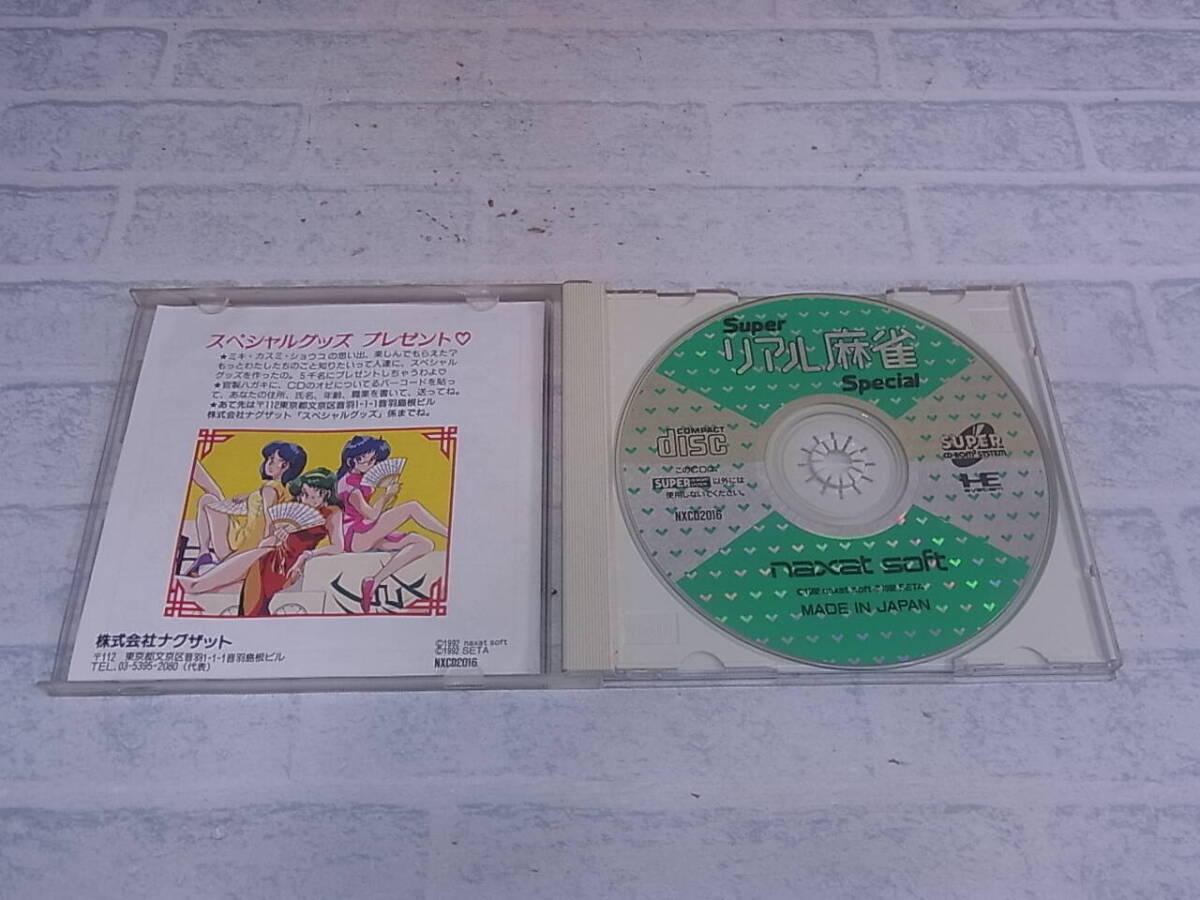 スペシャルグッズ プレゼント♡
★ミキ・カスミ・ショウコの思い出、楽しんでもらえた?
もっとわたしたちのこと知りたいって人達に、スペシャル
グッズを作ったの。5千名にプレゼントしちゃうわよ♡
★官製ハガキに、CDのオビについてるバーコードを貼っ
て、あなたの住所、氏名、年齢、職業を書いて、送ってね。
★あて先は〒112東京都文京区音羽1-1-1音羽島根ビル
株式会社ナグザット「スペシャルグッズ」係までね。
株式会社ナグザット
〒112 東京都文京区音羽1-1-1音羽島根ビル
TEL.03-5395-2080(代表)
©1992 naxat soft
©1992 SETA
NXCD2016
Super
リアル麻雀
Special
COMPACT
disc
このCDは、
SUPER 以外には
使用しないでください。
NXCD2016
SUPER
CD-ROM² SYSTEM
HE
SYSTEM
naxat soft
©1992 naxat soft ©1992 SETA
MADE IN JAPAN